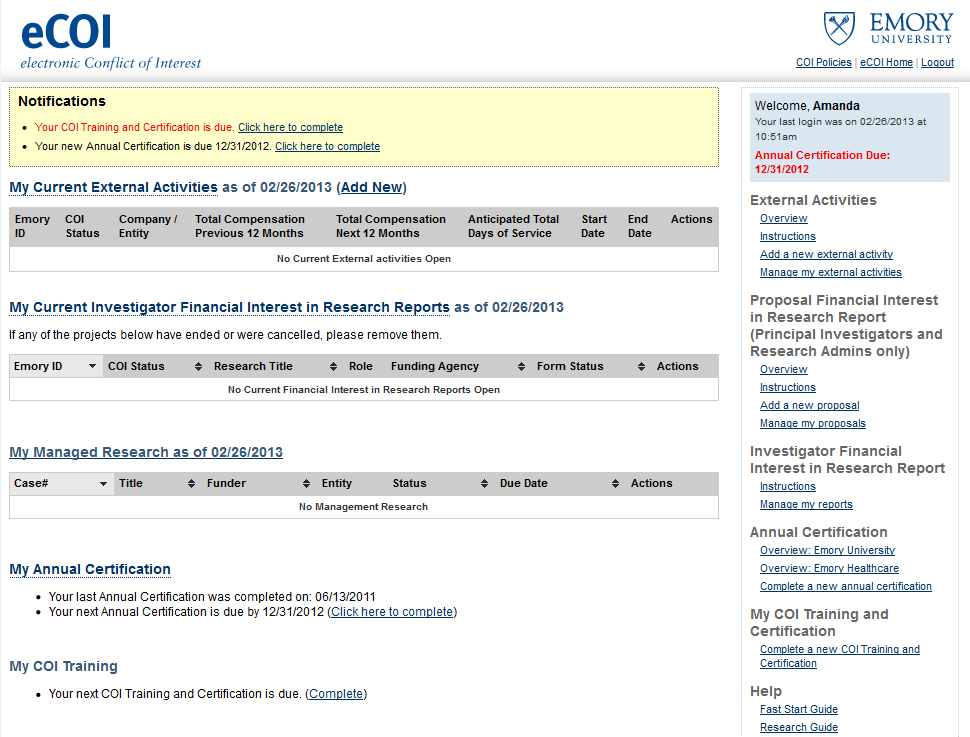 eCOI
electronic Conflict of Interest
EMORY
UNIVERSITY
COI Policies | eCOI Home | Logout
Notifications
• Your COI Training and Certification is due. Click here to complete
• Your new Annual Certification is due 12/31/2012. Click here to complete
My Current External Activities as of 02/26/2013 (Add New)
Emory ID COI Status Company / Entity Total Compensation Previous 12 Months Total Compensation Next 12 Months Anticipated Total Days of Service Start Date End Date Actions
No Current External activities Open
My Current Investigator Financial Interest in Research Reports as of 02/26/2013
If any of the projects below have ended or were cancelled, please remove them.
Emory ID COI Status Research Title Role Funding Agency Form Status Actions
No Current Financial Interest in Research Reports Open
My Managed Research as of 02/26/2013
Case# Title Funder Entity Status Due Date Actions
No Management Research
My Annual Certification
• Your last Annual Certification was completed on: 06/13/2011
• Your next Annual Certification is due by 12/31/2012 (Click here to complete)
My COI Training
• Your next COI Training and Certification is due. (Complete)
Welcome, Amanda
Your last login was on 02/26/2013 at
10:51am
Annual Certification Due:
12/31/2012
External Activities
Overview
Instructions
Add a new external activity
Manage my external activities
Proposal Financial Interest
in Research Report
(Principal Investigators and
Research Admins only)
Overview
Instructions
Add a new proposal
Manage my proposals
Investigator Financial
Interest in Research Report
Instructions
Manage my reports
Annual Certification
Overview: Emory University
Overview: Emory Healthcare
Complete a new annual certification
My COI Training and
Certification
Complete a new COI Training and
Certification
Help
Fast Start Guide
Research Guide